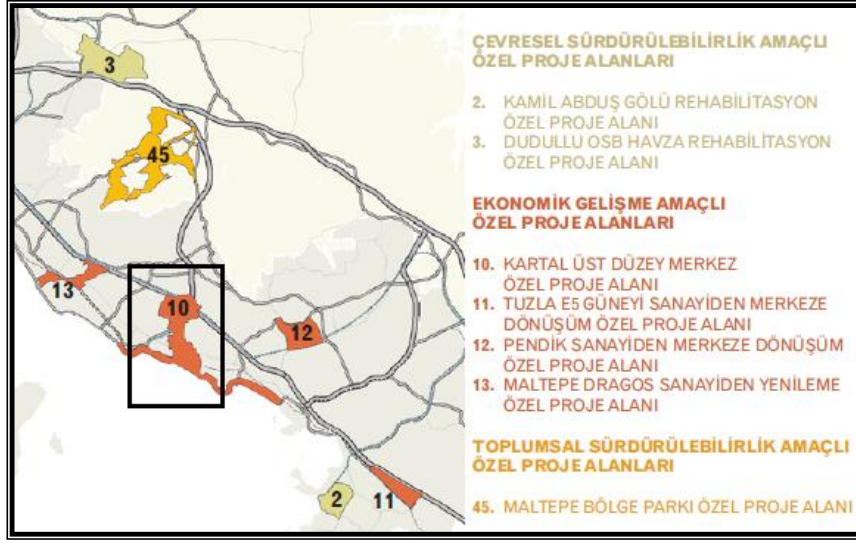 3
45
13
10
12
2
11
ÇEVRESEL SÜRDÜRÜLEBİLİRLİK AMAÇLI
ÖZEL PROJE ALANLARI
2. KAMİL ABDUŞ GÖLÜ REHABİLİTASYON
ÖZEL PROJE ALANI
3. DUDULLU OSB HAVZA REHABİLİTASYON
ÖZEL PROJE ALANI
EKONOMİK GELİŞME AMAÇLI
ÖZEL PROJE ALANLARI
10. KARTAL ÜST DÜZEY MERKEZ
ÖZEL PROJE ALANI
11. TUZLA E5 GÜNEYİ SANAYİDEN MERKEZE
DÖNÜŞÜM ÖZEL PROJE ALANI
12. PENDİK SANAYİDEN MERKEZE DÖNÜŞÜM
ÖZEL PROJE ALANI
13. MALTEPE DRAGOS SANAYİDEN YENİLEME
ÖZEL PROJE ALANI
TOPLUMSAL SÜRDÜRÜLEBİLİRLİK AMAÇLI
ÖZEL PROJE ALANLARI
45. MALTEPE BÖLGE PARKI ÖZEL PROJE ALANI